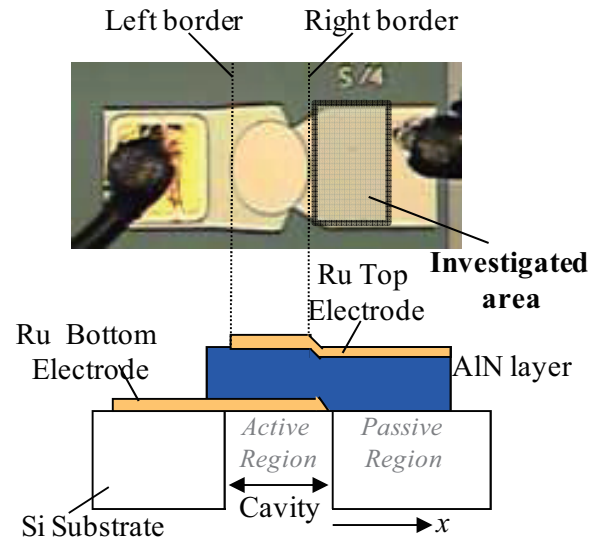 Left border
Right border
S/4
Investigated
area
Ru Top
Electrode
Ru Bottom
Electrode
AlN layer
Active
Region
Passive
Region
Cavity
x
Si Substrate